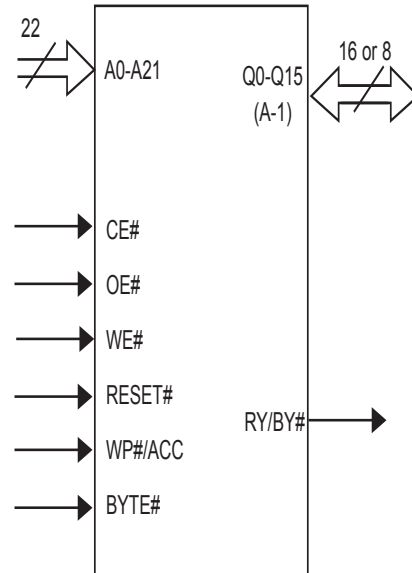 22
16 or 8
A0-A21
Q0-Q15
(A-1)
CE#
OE#
WE#
RESET#
RY/BY#
WP#/ACC
BYTE#